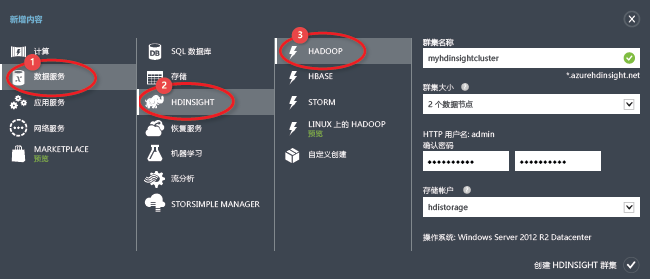 新增内容
1
计算
数据服务
应用服务
网络服务
MARKETPLACE
预览
SQL 数据库
存储
2
HDINSIGHT
恢复服务
机器学习
流分析
STORSIMPLE MANAGER
3
HADOOP
HBASE
STORM
LINUX 上的 HADOOP
预览
自定义创建
群集名称
myhdinsightcluster
*.azurehdinsight.net
群集大小
2 个数据节点
HTTP 用户名: admin
确认密码
存储帐户
hdistorage
操作系统: Windows Server 2012 R2 Datacenter
创建 HDINSIGHT 群集